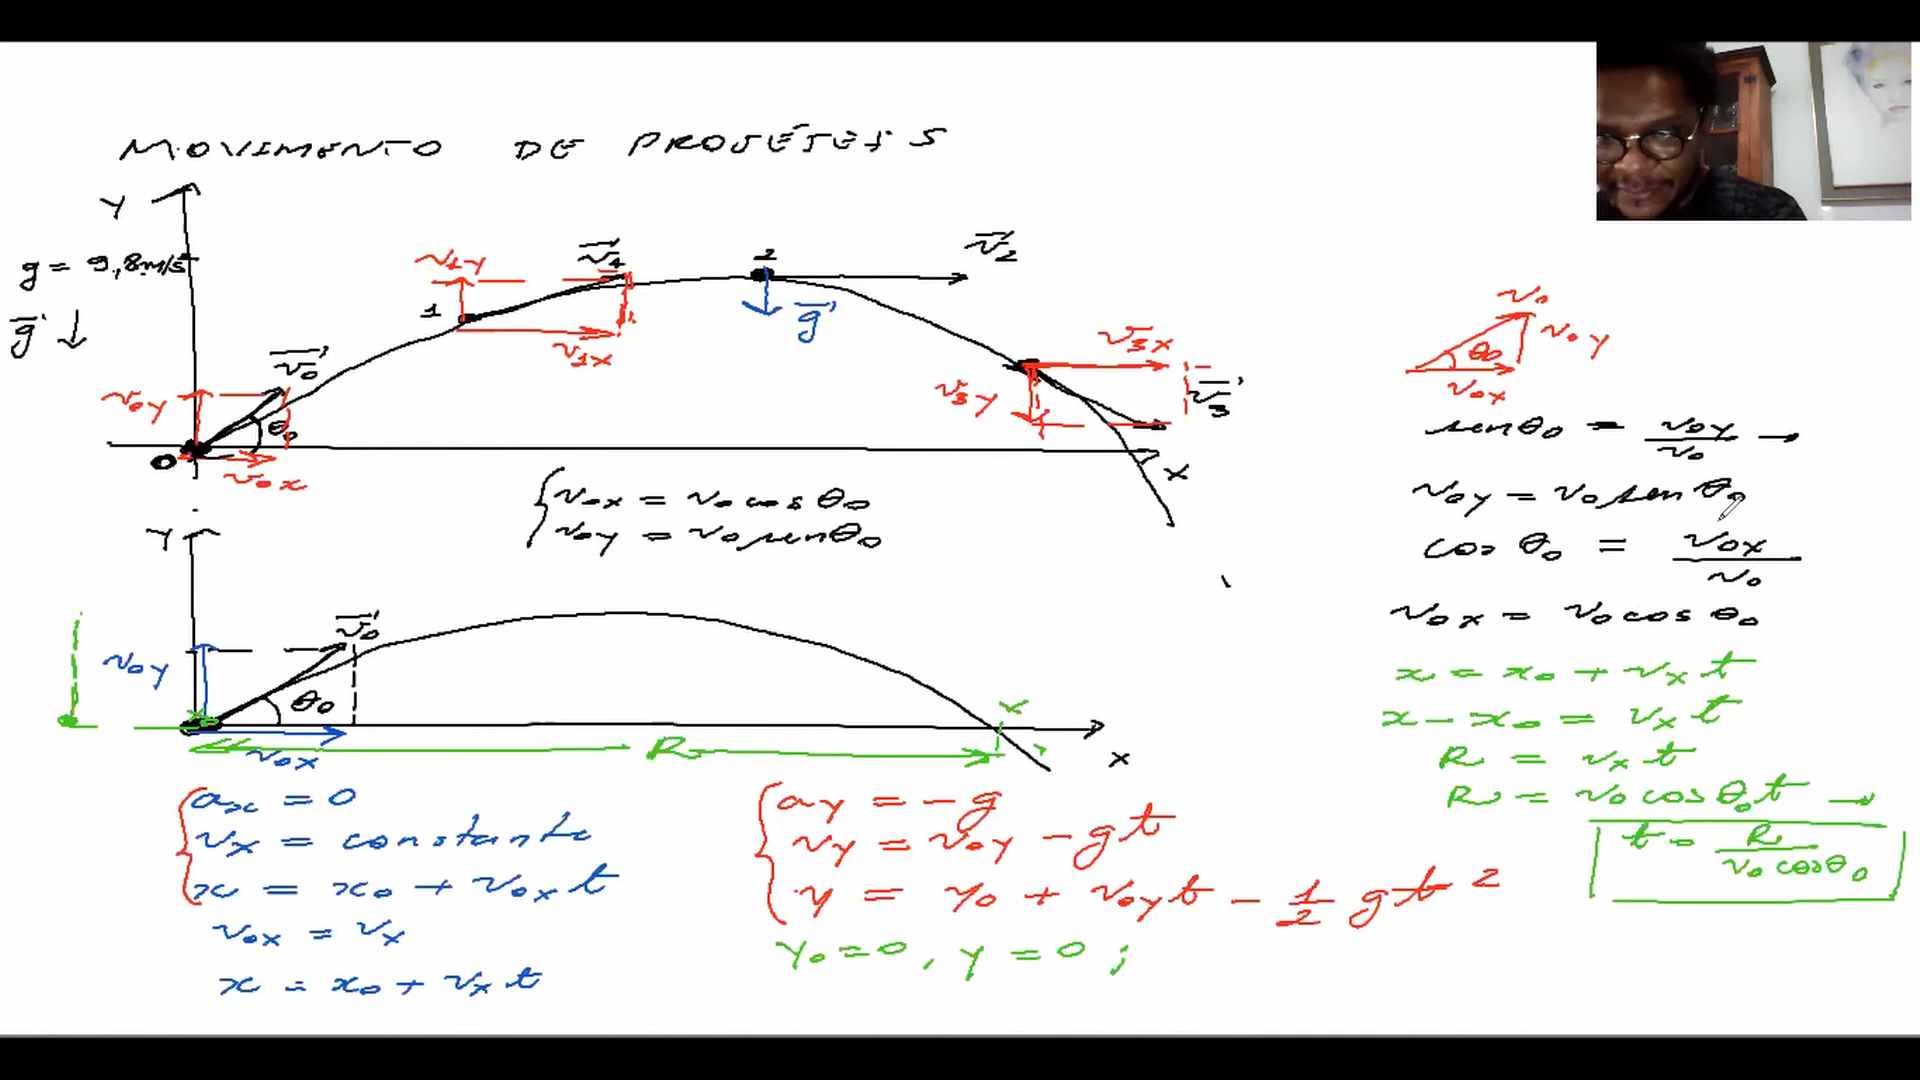 MOVIMENTO DE PROJÉTEIS
Y
g = 9,8 m/s²
g
v₀
v₀y
θ₀
O
v₀x
v₁y
v₁
1
v₁x
2
v₂
g
v₃x
v₃y
v₃
x
v₀x = v₀ cos θ₀
v₀y = v₀ sen θ₀
Y
v₀y
v₀
θ₀
v₀x
R
x
x
aₓ = 0
vₓ = constante
x = x₀ + v₀ₓ t
v₀x = vₓ
x = x₀ + vₓ t
ay = -g
vy = v₀y - gt
y = y₀ + v₀y t - 1/2 gt²
y₀ = 0, y = 0;
v₀
v₀y
θ₀
v₀x
sen θ₀ = v₀y/v₀ →
v₀y = v₀ sen θ₀
cos θ₀ = v₀x/v₀
v₀x = v₀ cos θ₀
x = x₀ + vₓ t
x - x₀ = vₓ t
R = vₓ t
R = v₀ cos θ₀ t →
t = R/v₀ cos θ₀